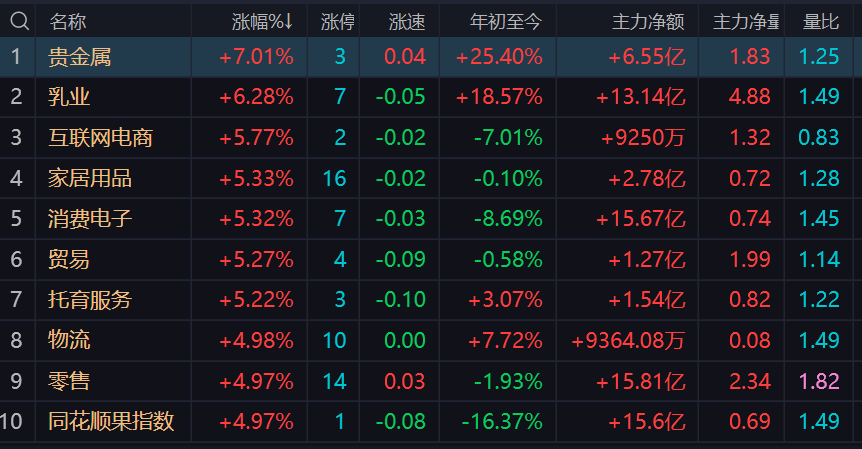 名称 涨幅%↓ 涨停 涨速 年初至今 主力净额 主力净量 量比
1 贵金属 +7.01% 3 0.04 +25.40% +6.55亿 1.83 1.25
2 乳业 +6.28% 7 -0.05 +18.57% +13.14亿 4.88 1.49
3 互联网电商 +5.77% 2 -0.02 -7.01% +9250万 1.32 0.83
4 家居用品 +5.33% 16 -0.02 -0.10% +2.78亿 0.72 1.28
5 消费电子 +5.32% 7 -0.03 -8.69% +15.67亿 0.74 1.45
6 贸易 +5.27% 4 -0.09 -0.58% +1.27亿 1.99 1.14
7 托育服务 +5.22% 3 -0.10 +3.07% +1.54亿 0.82 1.22
8 物流 +4.98% 10 0.00 +7.72% +9364.08万 0.08 1.49
9 零售 +4.97% 14 0.03 -1.93% +15.81亿 2.34 1.82
10 同花顺果指数 +4.97% 1 -0.08 -16.37% +15.6亿 0.69 1.49